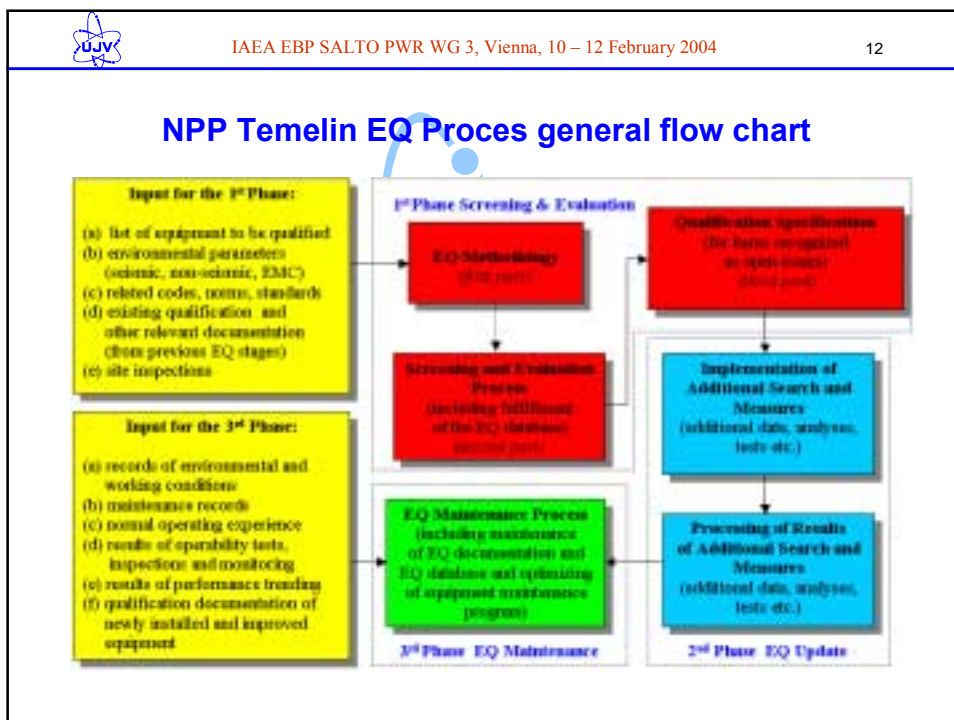 ÚJV
IAEA EBP SALTO PWR WG 3, Vienna, 10 – 12 February 2004
12
NPP Temelin EQ Proces general flow chart
Input for the 1st Phase:
(a) list of equipment to be qualified
(b) environmental parameters
(seismic, non-seismic, EMC)
(c) related codes, norms, standards
(d) existing qualification and
other relevant documentation
(from previous EQ stages)
(e) site inspections
1st Phase Screening & Evaluation
EQ Methodology
(first part)
Qualification Specifications
(for items recognized
as open issues)
(third part)
Screening and Evaluation
Process
(including fulfillment
of the EQ database)
(second part)
Implementation of
Additional Search and
Measures
(additional data, analyses,
tests etc.)
Input for the 3rd Phase:
(a) records of environmental and
working conditions
(b) maintenance records
(c) normal operating experience
(d) results of operability tests,
inspections and monitoring
(e) results of performance trending
(f) qualification documentation of
newly installed and improved
equipment
EQ Maintenance Process
(including maintenance
of EQ documentation and
EQ database and optimizing
of equipment maintenance
program)
Processing of Results
of Additional Search and
Measures
(additional data, analyses,
tests etc.)
3rd Phase EQ Maintenance
2nd Phase EQ Update